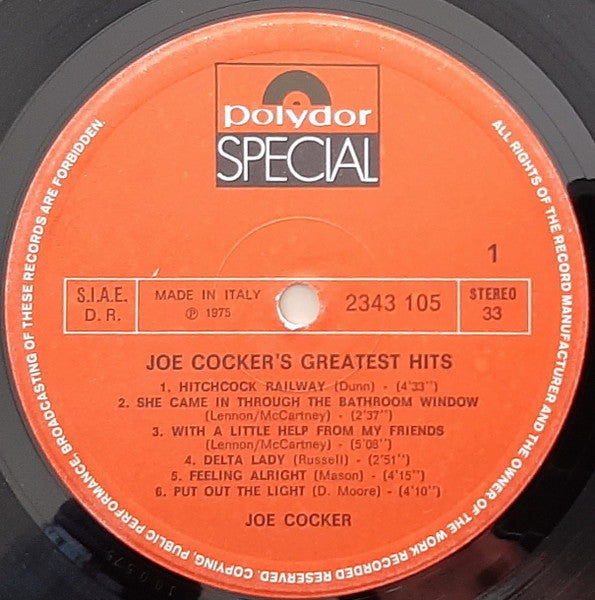 polydor
SPECIAL
1
S.I.A.E.
D. R.
MADE IN ITALY
℗ 1975
2343 105
STEREO
33
JOE COCKER'S GREATEST HITS
1. HITCHCOCK RAILWAY (Dunn) - (4'33")
2. SHE CAME IN THROUGH THE BATHROOM WINDOW
(Lennon/McCartney) - (2'37")
3. WITH A LITTLE HELP FROM MY FRIENDS
(Lennon/McCartney) - (5'08")
4. DELTA LADY (Russell) - (2'51")
5. FEELING ALRIGHT (Mason) - (4'15")
6. PUT OUT THE LIGHT (D. Moore) - (4'10")
JOE COCKER
ALL RIGHTS OF THE RECORD MANUFACTURER AND THE OWNER OF THE WORK RECORDED RESERVED. COPYING, PUBLIC PERFORMANCE, BROADCASTING OF THESE RECORDS ARE FORBIDDEN.